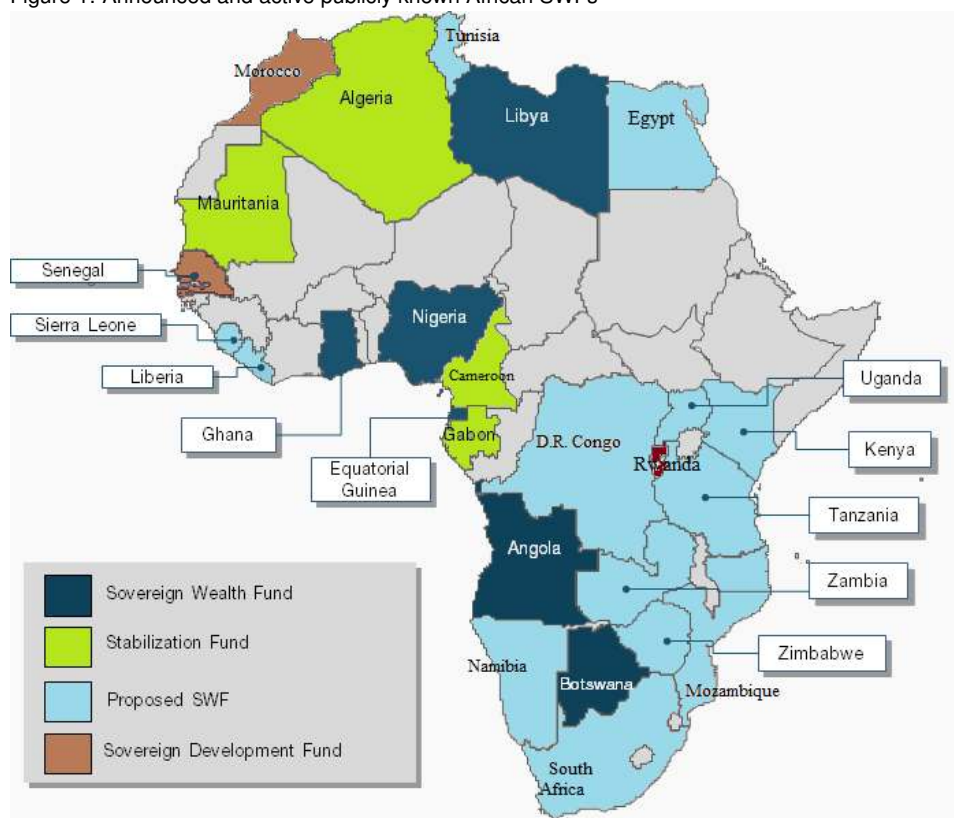 Figure 1: Announced and active publicly known African SWFs
Tunisia
Morocco
Algeria
Libya
Egypt
Mauritania
Senegal
Nigeria
Sierra Leone
Uganda
Liberia
Cameroon
Ghana
Gabon
D.R. Congo
Kenya
Rwanda
Equatorial
Guinea
Tanzania
Angola
Zambia
Sovereign Wealth Fund
Stabilization Fund
Zimbabwe
Namibia
Botswana
Mozambique
Proposed SWF
Sovereign Development Fund
South
Africa